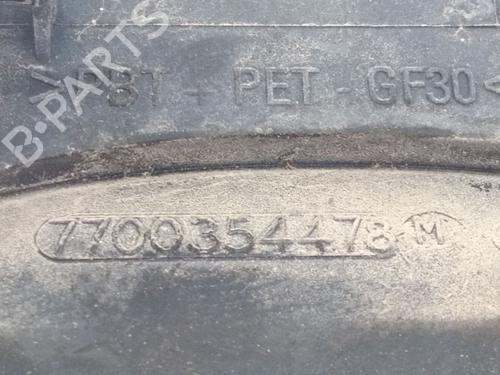 B-PARTS
>PBT + PET - GF30<
7700354478-M